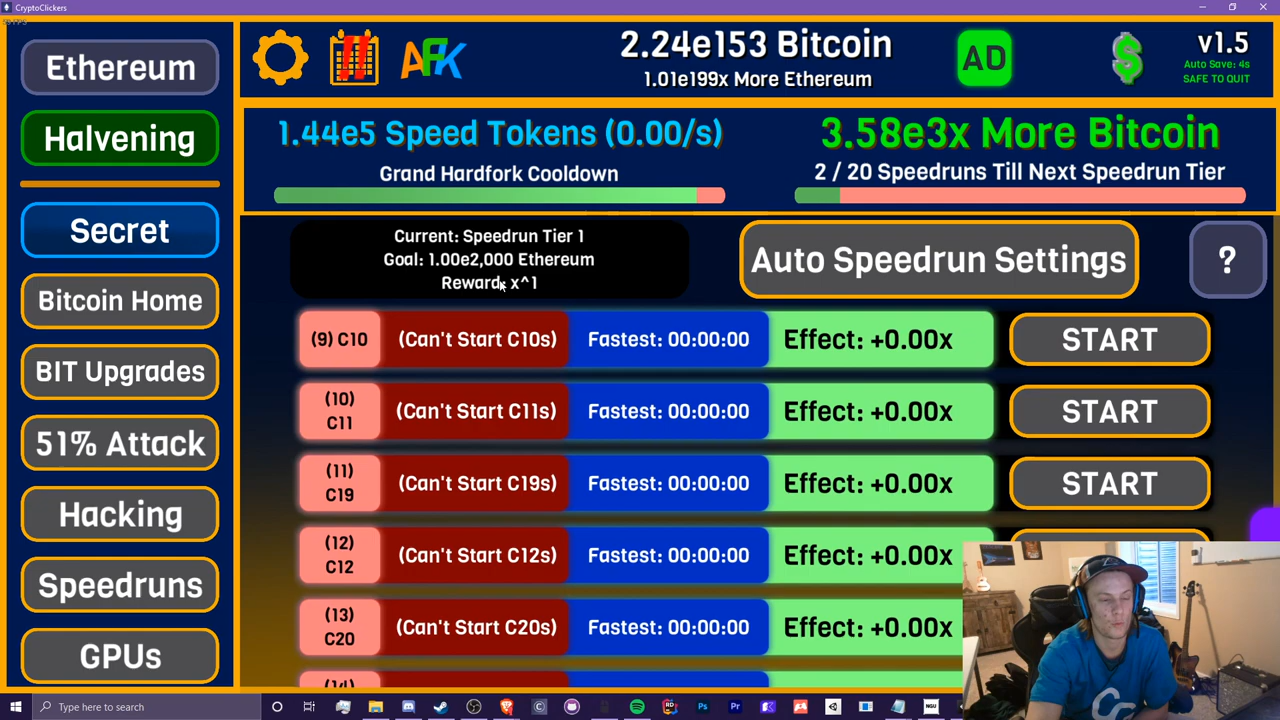 CryptoClickers
Ethereum
Halvening
Secret
Bitcoin Home
BIT Upgrades
51% Attack
Hacking
Speedruns
GPUs
AFK
2.24e153 Bitcoin
1.01e199x More Ethereum
AD
$
v1.5
Auto Save: 4s
SAFE TO QUIT
1.44e5 Speed Tokens (0.00/s)
Grand Hardfork Cooldown
3.58e3x More Bitcoin
2 / 20 Speedruns Till Next Speedrun Tier
Current: Speedrun Tier 1
Goal: 1.00e2,000 Ethereum
Reward: x^1
Auto Speedrun Settings
?
(9) C10 (Can't Start C10s) Fastest: 00:00:00 Effect: +0.00x START
(10)
C11 (Can't Start C11s) Fastest: 00:00:00 Effect: +0.00x START
(11)
C19 (Can't Start C19s) Fastest: 00:00:00 Effect: +0.00x START
(12)
C12 (Can't Start C12s) Fastest: 00:00:00 Effect: +0.00x
(13)
C20 (Can't Start C20s) Fastest: 00:00:00 Effect: +0.00x
Type here to search
RD
Ps
Pr
NGU